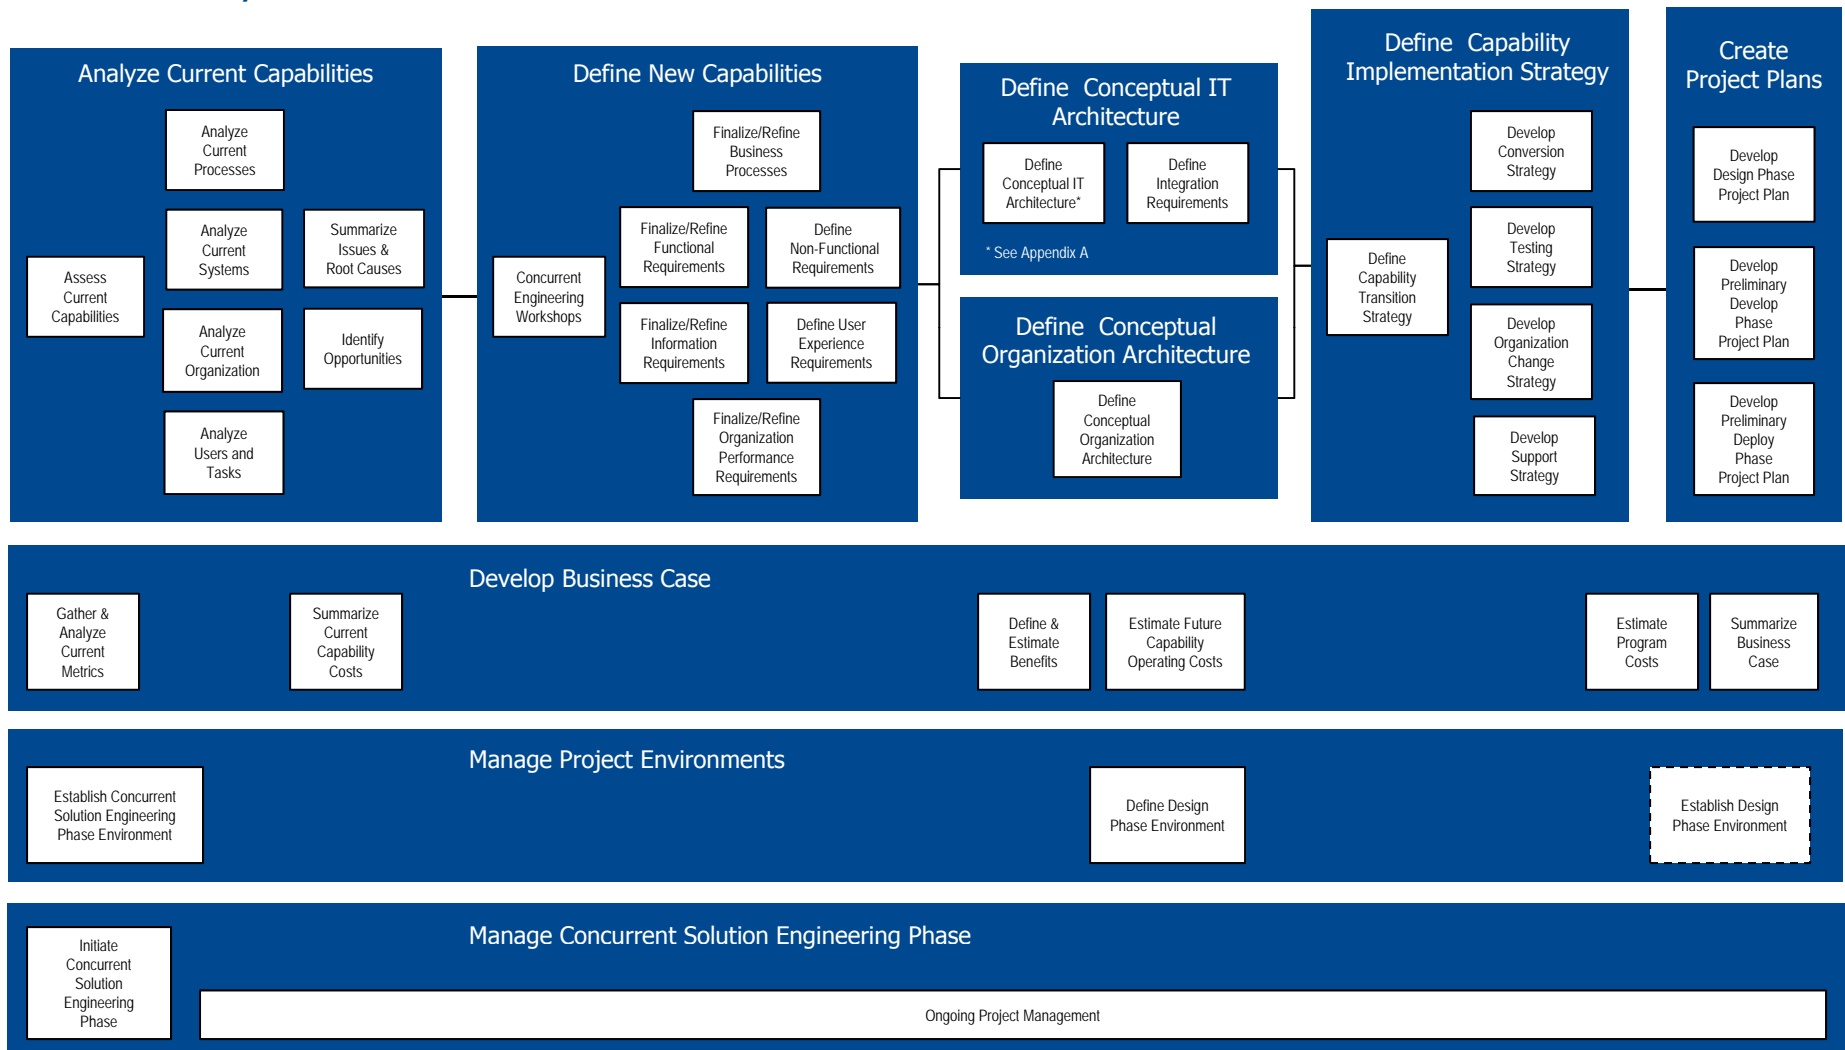 Analyze Current Capabilities
Analyze
Current
Processes
Analyze
Current
Systems
Summarize
Issues &
Root Causes
Assess
Current
Capabilities
Analyze
Current
Organization
Identify
Opportunities
Analyze
Users and
Tasks
Define New Capabilities
Finalize/Refine
Business
Processes
Finalize/Refine
Functional
Requirements
Define
Non-Functional
Requirements
Concurrent
Engineering
Workshops
Finalize/Refine
Information
Requirements
Define User
Experience
Requirements
Finalize/Refine
Organization
Performance
Requirements
Define Conceptual IT
Architecture
Define
Conceptual IT
Architecture*
Define
Integration
Requirements
* See Appendix A
Define Conceptual
Organization Architecture
Define
Conceptual
Organization
Architecture
Define Capability
Implementation Strategy
Develop
Conversion
Strategy
Develop
Testing
Strategy
Define
Capability
Transition
Strategy
Develop
Organization
Change
Strategy
Develop
Support
Strategy
Create
Project Plans
Develop
Design Phase
Project Plan
Develop
Preliminary
Develop
Phase
Project Plan
Develop
Preliminary
Deploy
Phase
Project Plan
Develop Business Case
Gather &
Analyze
Current
Metrics
Summarize
Current
Capability
Costs
Define &
Estimate
Benefits
Estimate Future
Capability
Operating Costs
Estimate
Program
Costs
Summarize
Business
Case
Manage Project Environments
Establish Concurrent
Solution Engineering
Phase Environment
Define Design
Phase Environment
Establish Design
Phase Environment
Manage Concurrent Solution Engineering Phase
Initiate
Concurrent
Solution
Engineering
Phase
Ongoing Project Management